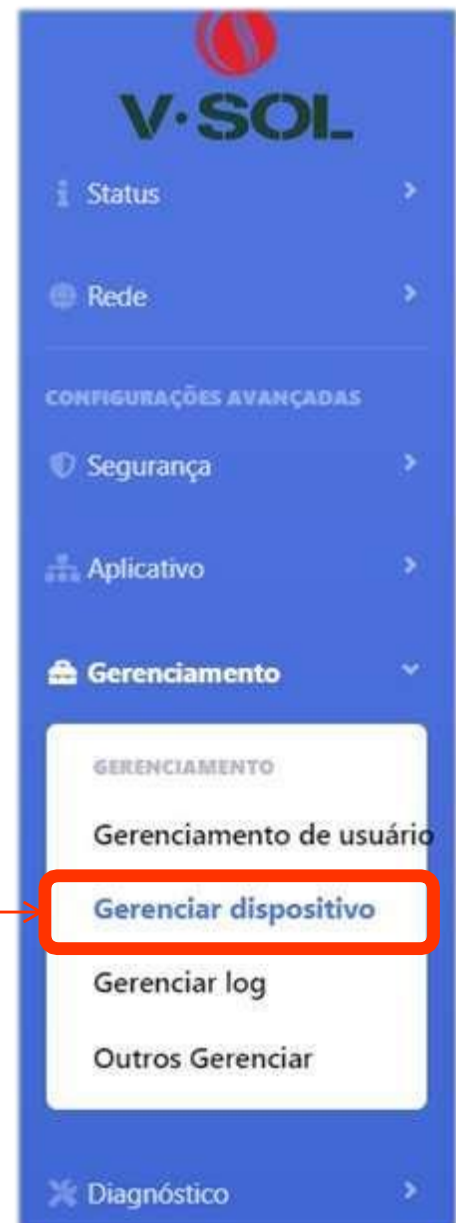 V·SOL
Status
Rede
CONFIGURAÇÕES AVANÇADAS
Segurança
Aplicativo
Gerenciamento
GERENCIAMENTO
Gerenciamento de usuário
Gerenciar dispositivo
Gerenciar log
Outros Gerenciar
Diagnóstico